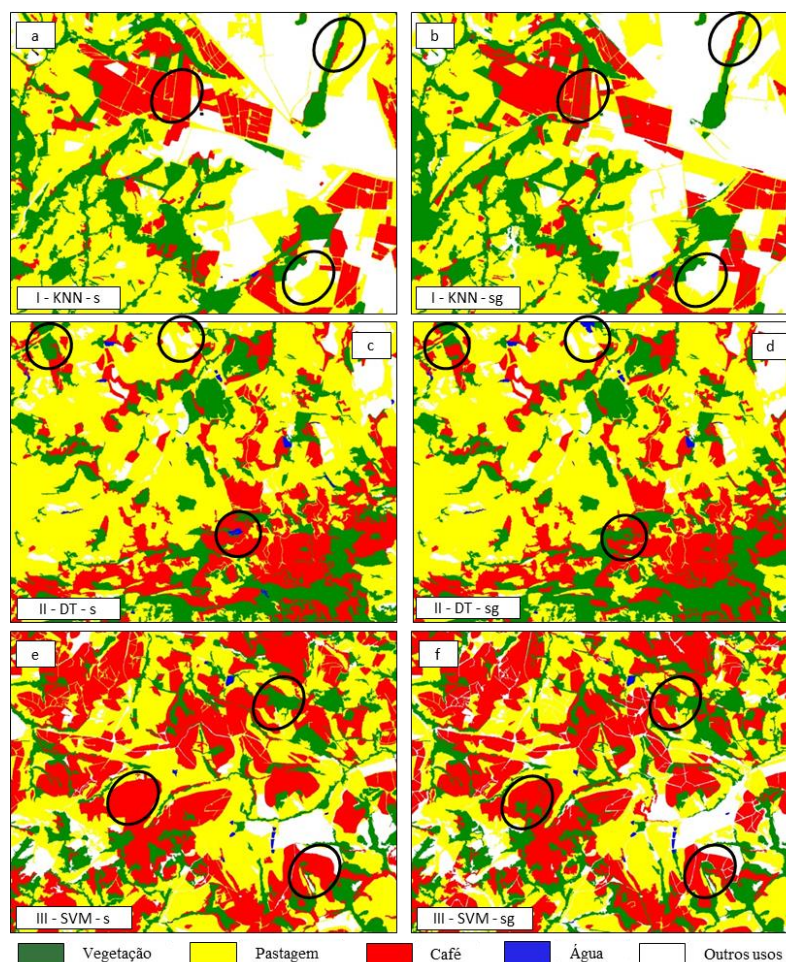 a
b
I - KNN - s
I - KNN - sg
c
d
II - DT - s
II - DT - sg
e
f
III - SVM - s
III - SVM - sg
Vegetação Pastagem Café Água Outros usos